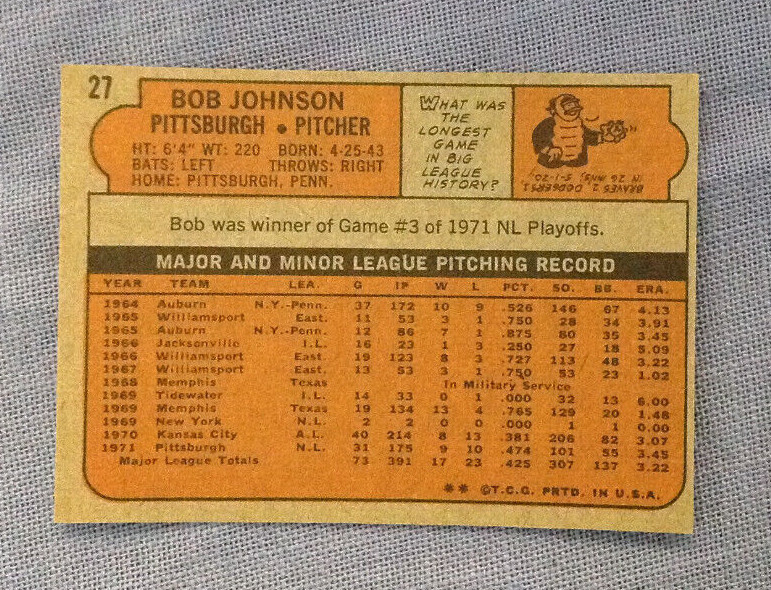 27
BOB JOHNSON
PITTSBURGH • PITCHER
HT: 6'4" WT: 220 BORN: 4-25-43
BATS: LEFT THROWS: RIGHT
HOME: PITTSBURGH, PENN.
WHAT WAS
THE
LONGEST
GAME
IN BIG
LEAGUE
HISTORY?
BRAVES 1, DODGERS 1
IN 26 INNS, 5-1-20!
Bob was winner of Game #3 of 1971 NL Playoffs.
MAJOR AND MINOR LEAGUE PITCHING RECORD
YEAR TEAM LEA. G IP W L PCT. SO. BB. ERA.
1964 Auburn N.Y.-Penn. 37 172 10 9 .526 146 67 4.13
1965 Williamsport East. 11 53 3 1 .750 28 34 3.91
1965 Auburn N.Y.-Penn. 12 86 7 1 .875 80 35 3.45
1966 Jacksonville I.L. 16 23 1 3 .250 27 18 5.09
1966 Williamsport East. 19 123 8 3 .727 113 48 3.22
1967 Williamsport East. 13 53 3 1 .750 53 23 1.02
1968 Memphis Texas In Military Service
1969 Tidewater I.L. 14 33 0 1 .000 32 13 6.00
1969 Memphis Texas 19 134 13 4 .765 129 20 1.48
1969 New York N.L. 2 2 0 0 .000 1 1 0.00
1970 Kansas City A.L. 40 214 8 13 .381 206 82 3.07
1971 Pittsburgh N.L. 31 175 9 10 .474 101 55 3.45
Major League Totals 73 391 17 23 .425 307 137 3.22
** ©T.C.G. PRTD. IN U.S.A.